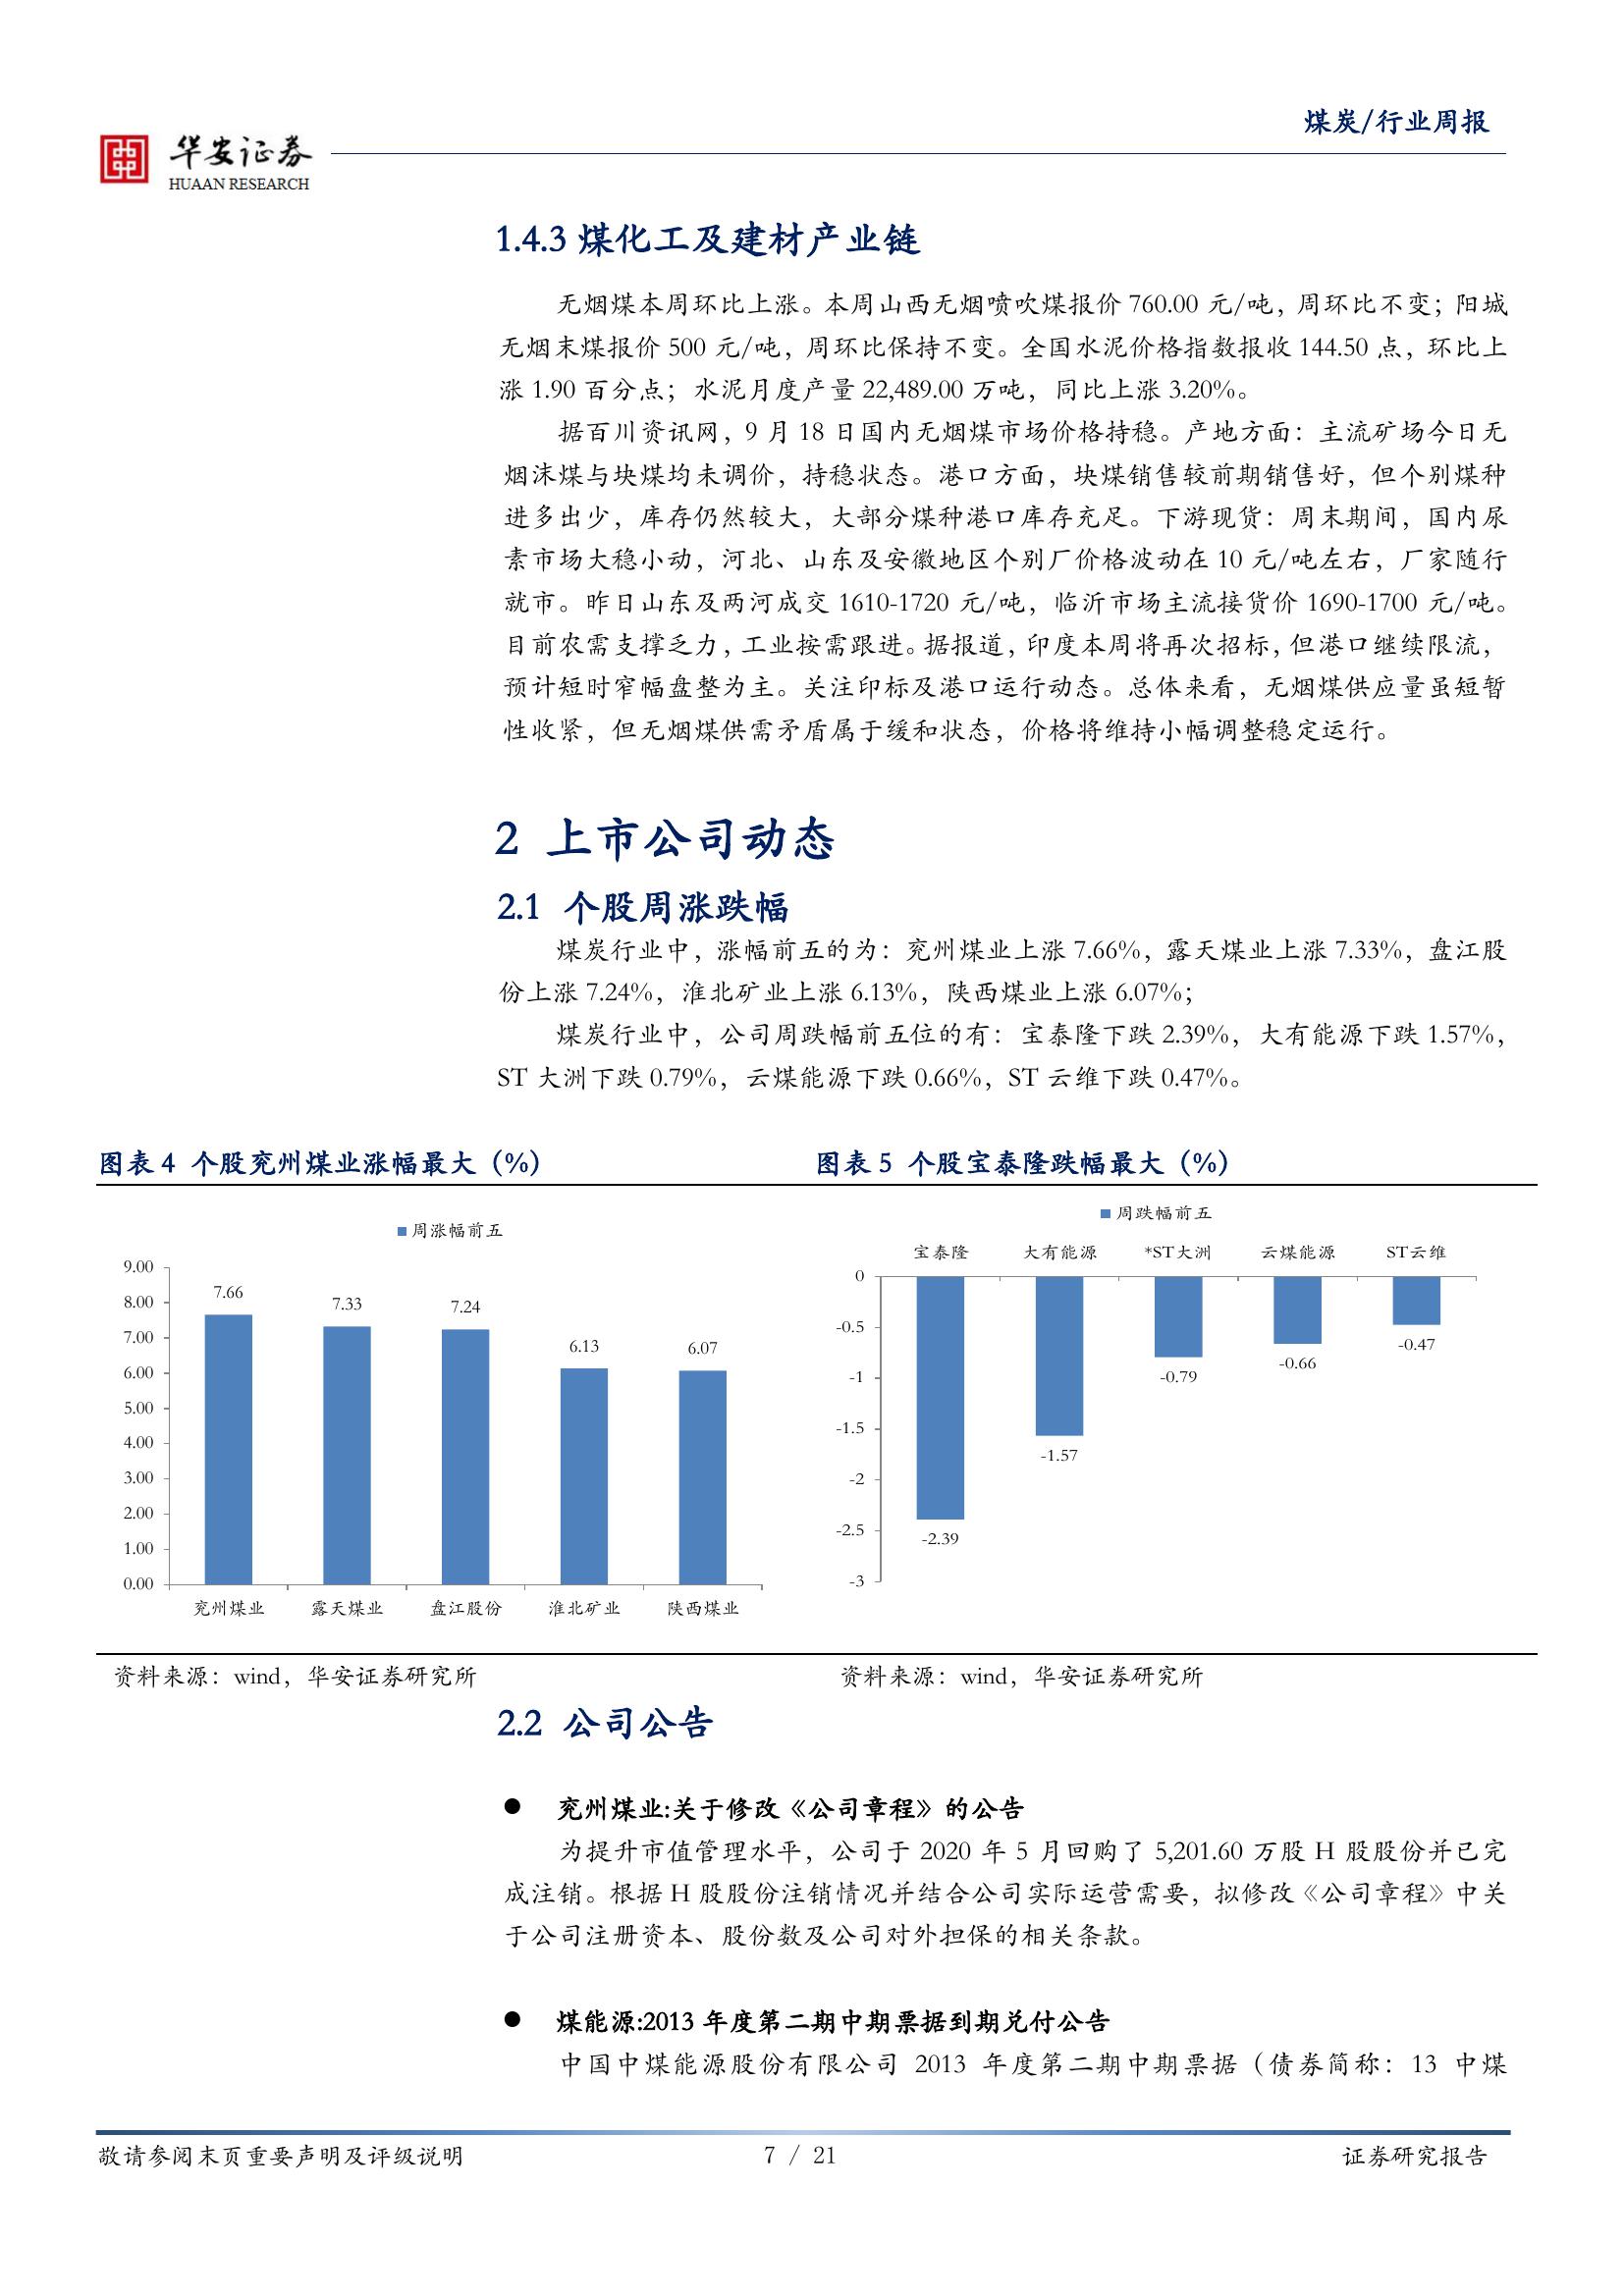 煤炭/行业周报
华安证券
HUAAN RESEARCH
1.4.3 煤化工及建材产业链
无烟煤本周环比上涨。本周山西无烟喷吹煤报价 760.00 元/吨，周环比不变；阳城
无烟末煤报价 500 元/吨，周环比保持不变。全国水泥价格指数报收 144.50 点，环比上
涨 1.90 百分点；水泥月度产量 22,489.00 万吨，同比上涨 3.20%。
据百川资讯网，9 月 18 日国内无烟煤市场价格持稳。产地方面：主流矿场今日无
烟沫煤与块煤均未调价，持稳状态。港口方面，块煤销售较前期销售好，但个别煤种
进多出少，库存仍然较大，大部分煤种港口库存充足。下游现货：周末期间，国内尿
素市场大稳小动，河北、山东及安徽地区个别厂价格波动在 10 元/吨左右，厂家随行
就市。昨日山东及两河成交 1610-1720 元/吨，临沂市场主流接货价 1690-1700 元/吨。
目前农需支撑乏力，工业按需跟进。据报道，印度本周将再次招标，但港口继续限流，
预计短时窄幅盘整为主。关注印标及港口运行动态。总体来看，无烟煤供应量虽短暂
性收紧，但无烟煤供需矛盾属于缓和状态，价格将维持小幅调整稳定运行。
2 上市公司动态
2.1 个股周涨跌幅
煤炭行业中，涨幅前五的为：兖州煤业上涨 7.66%，露天煤业上涨 7.33%，盘江股
份上涨 7.24%，淮北矿业上涨 6.13%，陕西煤业上涨 6.07%；
煤炭行业中，公司周跌幅前五位的有：宝泰隆下跌 2.39%，大有能源下跌 1.57%，
ST 大洲下跌 0.79%，云煤能源下跌 0.66%，ST 云维下跌 0.47%。
图表 4 个股兖州煤业涨幅最大（%）
周涨幅前五
9.00
8.00
7.00
6.00
5.00
4.00
3.00
2.00
1.00
0.00
7.66
7.33
7.24
6.13
6.07
兖州煤业 露天煤业 盘江股份 淮北矿业 陕西煤业
资料来源：wind，华安证券研究所
图表 5 个股宝泰隆跌幅最大（%）
周跌幅前五
宝泰隆 大有能源 *ST大洲 云煤能源 ST云维
0
-0.5
-1
-1.5
-2
-2.5
-3
-2.39
-1.57
-0.79
-0.66
-0.47
资料来源：wind，华安证券研究所
2.2 公司公告
● 兖州煤业:关于修改《公司章程》的公告
为提升市值管理水平，公司于 2020 年 5 月回购了 5,201.60 万股 H 股股份并已完
成注销。根据 H 股股份注销情况并结合公司实际运营需要，拟修改《公司章程》中关
于公司注册资本、股份数及公司对外担保的相关条款。
● 煤能源:2013 年度第二期中期票据到期兑付公告
中国中煤能源股份有限公司 2013 年度第二期中期票据（债券简称：13 中煤
敬请参阅末页重要声明及评级说明
7 / 21
证券研究报告